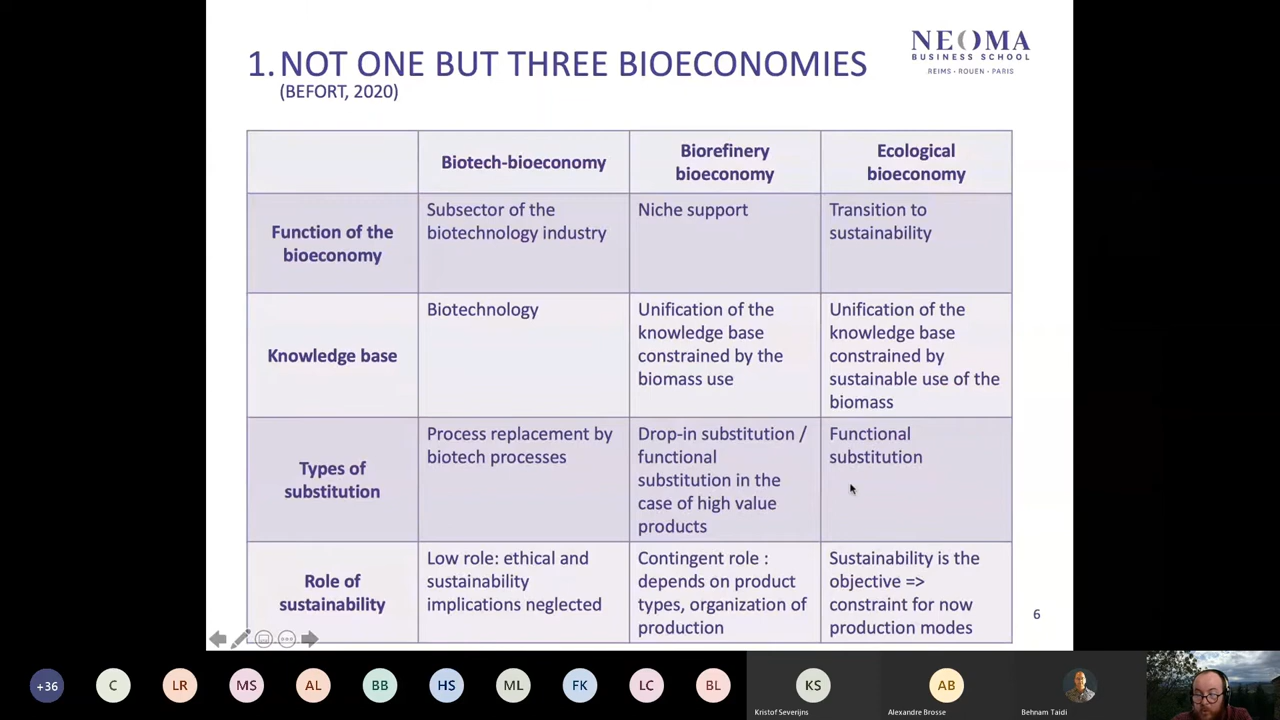 1. NOT ONE BUT THREE BIOECONOMIES
(BEFORT, 2020)
NEOMA
BUSINESS SCHOOL
REIMS - ROUEN - PARIS
Biotech-bioeconomy
Biorefinery
bioeconomy
Ecological
bioeconomy
Function of the
bioeconomy
Subsector of the
biotechnology industry
Niche support
Transition to
sustainability
Knowledge base
Biotechnology
Unification of the
knowledge base
constrained by the
biomass use
Unification of the
knowledge base
constrained by
sustainable use of the
biomass
Types of
substitution
Process replacement by
biotech processes
Drop-in substitution /
functional
substitution in the
case of high value
products
Functional
substitution
Role of
sustainability
Low role: ethical and
sustainability
implications neglected
Contingent role :
depends on product
types, organization of
production
Sustainability is the
objective =>
constraint for now
production modes
6
+36
C
LR
MS
AL
BB
HS
ML
FK
LC
BL
KS
Kristof Severijns
AB
Alexandre Brosse
Behnam Taidi